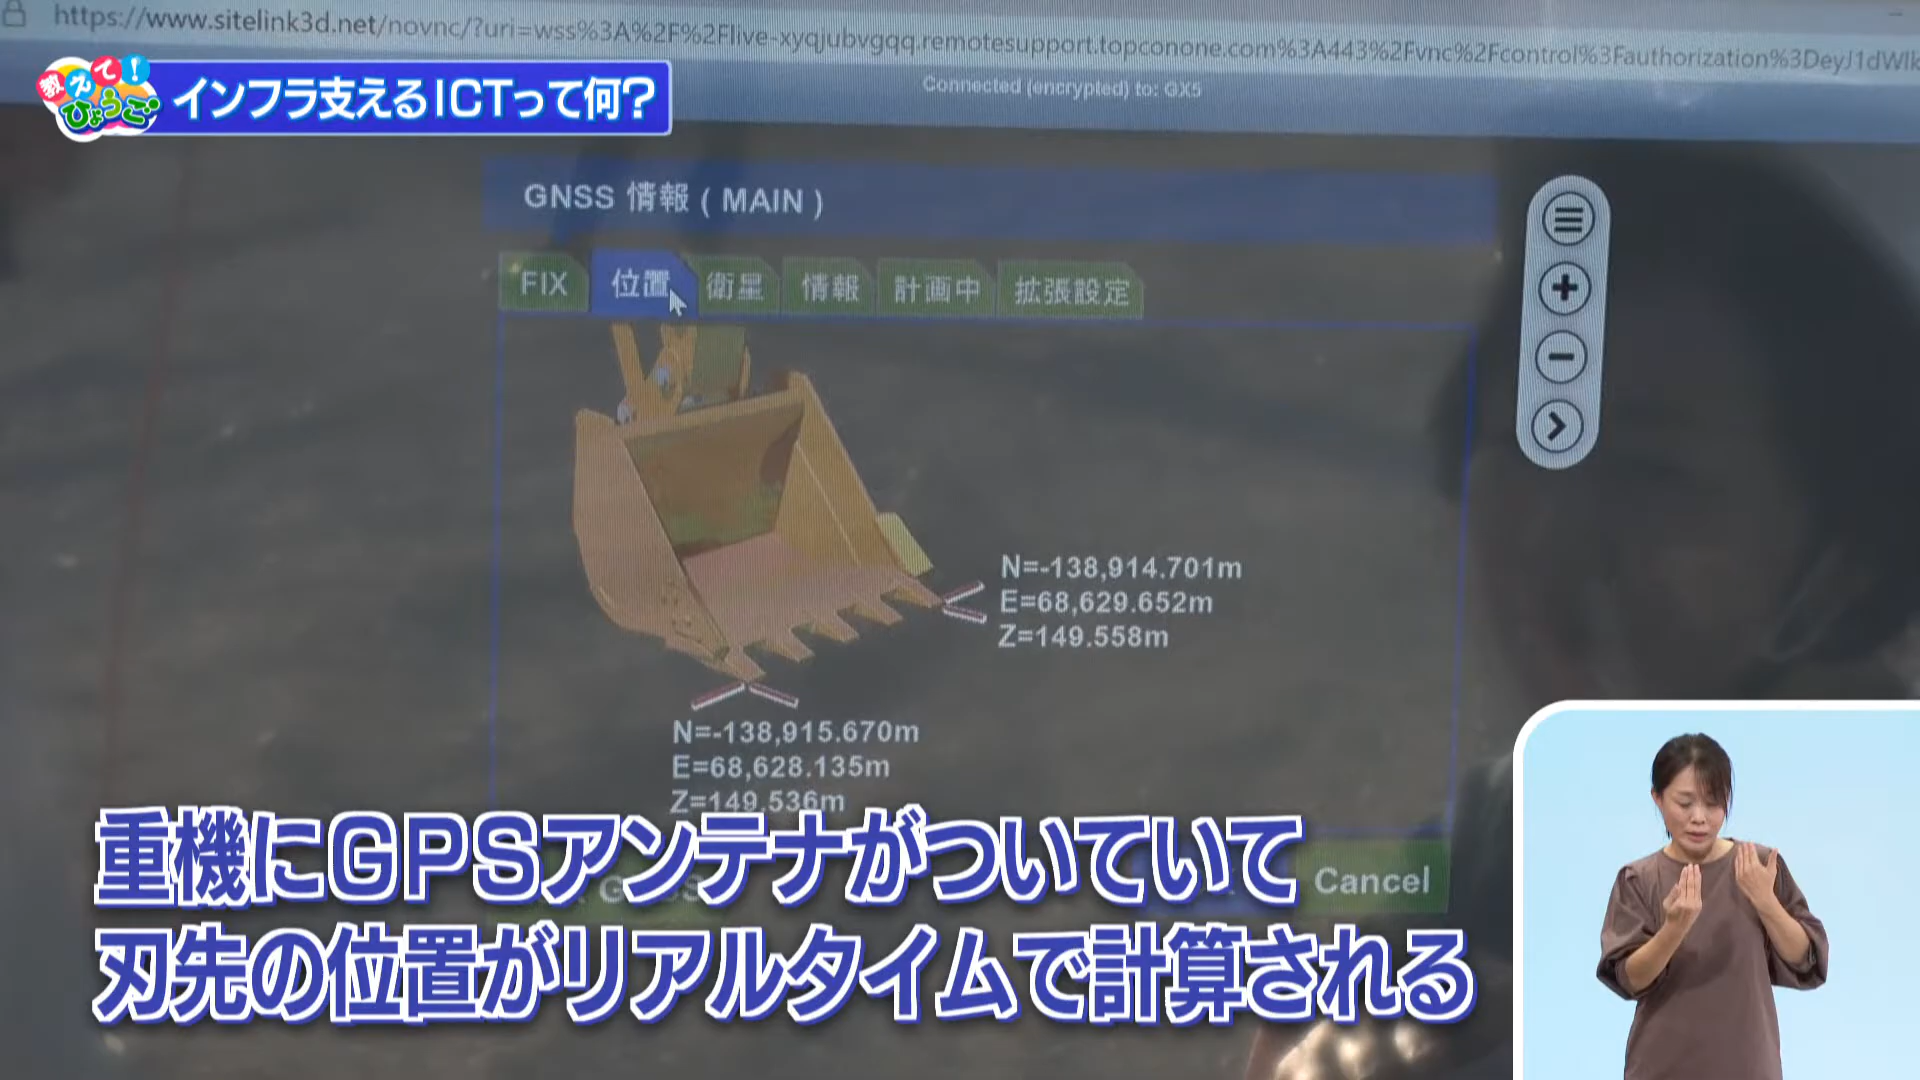 https://www.sitelink3d.net/novnc/?uri=wss%3A%2F%2Flive-xyqjubvgqq.remotesupport.topconone.com%3A443%2Fvnc%2Fcontrol%3Fauthorization%3DeyJ1dWlk
Connected (encrypted) to: GX5
教えて!
ひょうご
インフラ支えるICTって何?
GNSS 情報 ( MAIN )
FIX 位置 衛星 情報 計画中 拡張設定
N=-138,914.701m
E=68,629.652m
Z=149.558m
N=-138,915.670m
E=68,628.135m
Z=149.536m
重機にGPSアンテナがついていて
Cancel
刃先の位置がリアルタイムで計算される